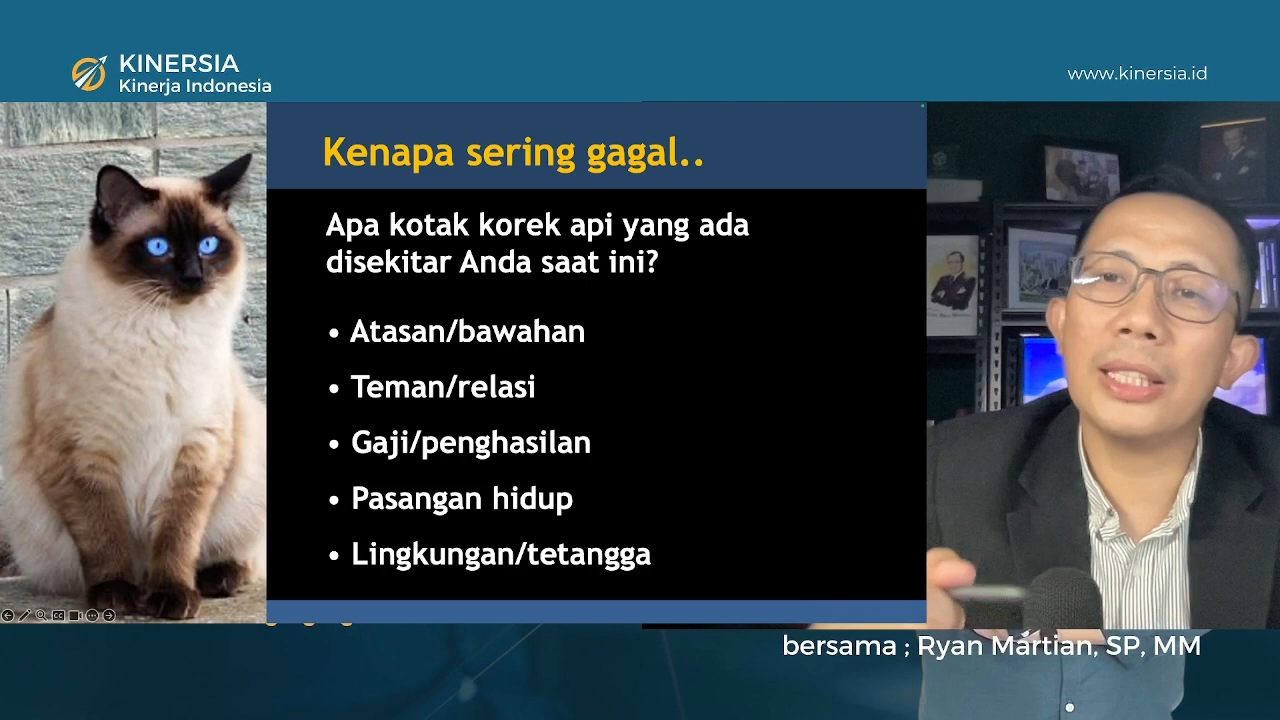 KINERSIA
Kinerja Indonesia
www.kinersia.id
Kenapa sering gagal..
Apa kotak korek api yang ada
disekitar Anda saat ini?
• Atasan/bawahan
• Teman/relasi
• Gaji/penghasilan
• Pasangan hidup
• Lingkungan/tetangga
bersama ; Ryan Martian, SP, MM